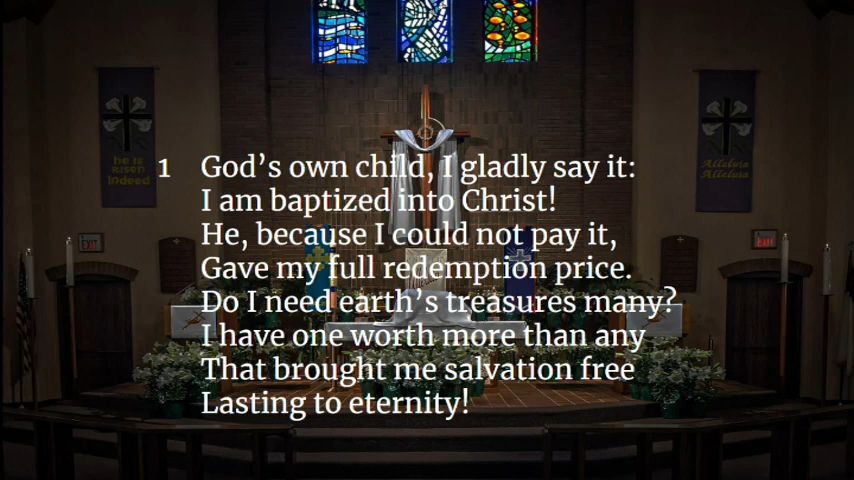 he is
risen
indeed
Alleluia
Alleluia
EXIT
EXIT
1 God’s own child, I gladly say it:
I am baptized into Christ!
He, because I could not pay it,
Gave my full redemption price.
Do I need earth’s treasures many?
I have one worth more than any
That brought me salvation free
Lasting to eternity!